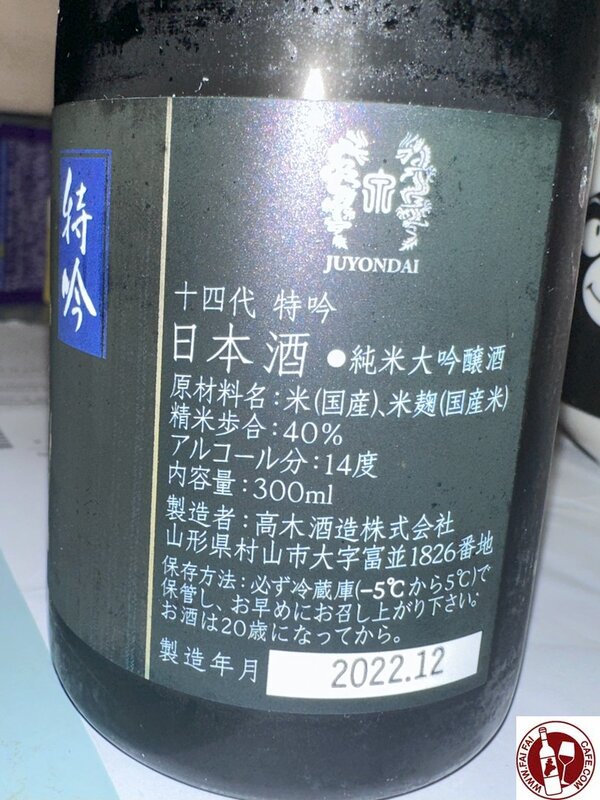 特吟
JUYONDAI
十四代 特吟
日本酒 ●純米大吟醸酒
原材料名:米(国産)、米麹(国産米)
精米歩合:40%
アルコール分:14度
内容量:300ml
製造者:高木酒造株式会社
山形県村山市大字富並1826番地
保存方法:必ず冷蔵庫(-5℃から5℃)で
保管し、お早めにお召し上がり下さい。
お酒は20歳になってから。
製造年月 2022.12
WWW.FAIFAICAFE.COM